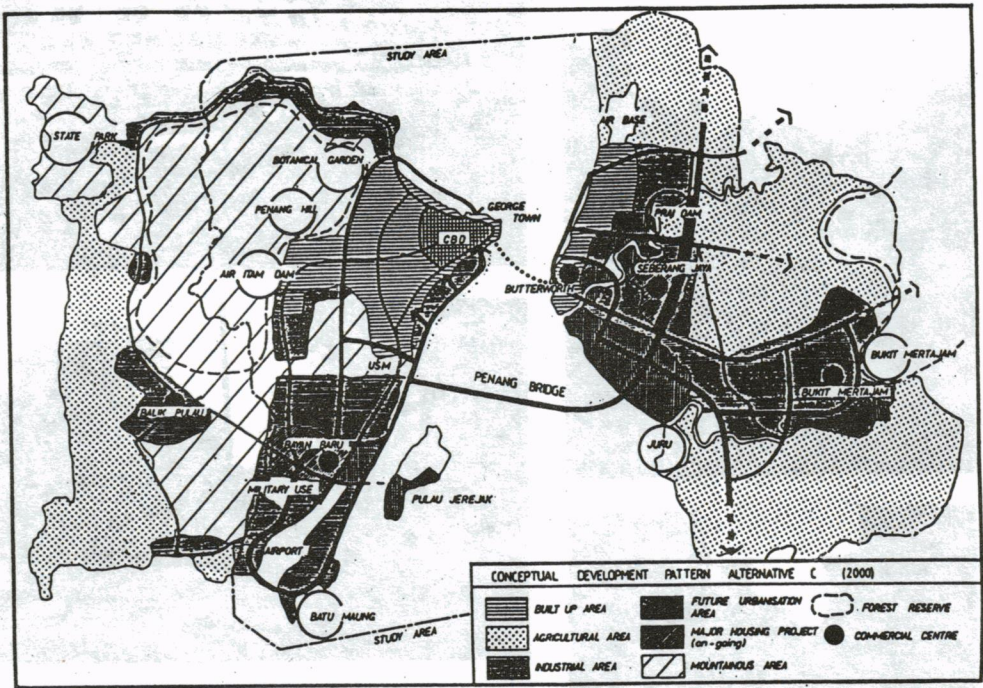 STUDY AREA
STATE PARK
BOTANICAL GARDEN
PENANG HILL
AIR ITAM DAM
GEORGE
TOWN
C B D
AIR BASE
PRAI DAM
SEBERANG JAYA
BUTTERWORTH
USM
PENANG BRIDGE
BUKIT MERTAJAM
BUKIT MERTAJAM
BALIK PULAU
BAYAN BARU
JURU
MILITARY USE
PULAU JEREJAK
AIRPORT
BATU MAUNG
STUDY AREA
CONCEPTUAL DEVELOPMENT PATTERN ALTERNATIVE C (2000)
BUILT UP AREA
AGRICULTURAL AREA
INDUSTRIAL AREA
FUTURE URBANISATION
AREA
MAJOR HOUSING PROJECT
(on-going)
MOUNTAINOUS AREA
FOREST RESERVE
COMMERCIAL CENTRE